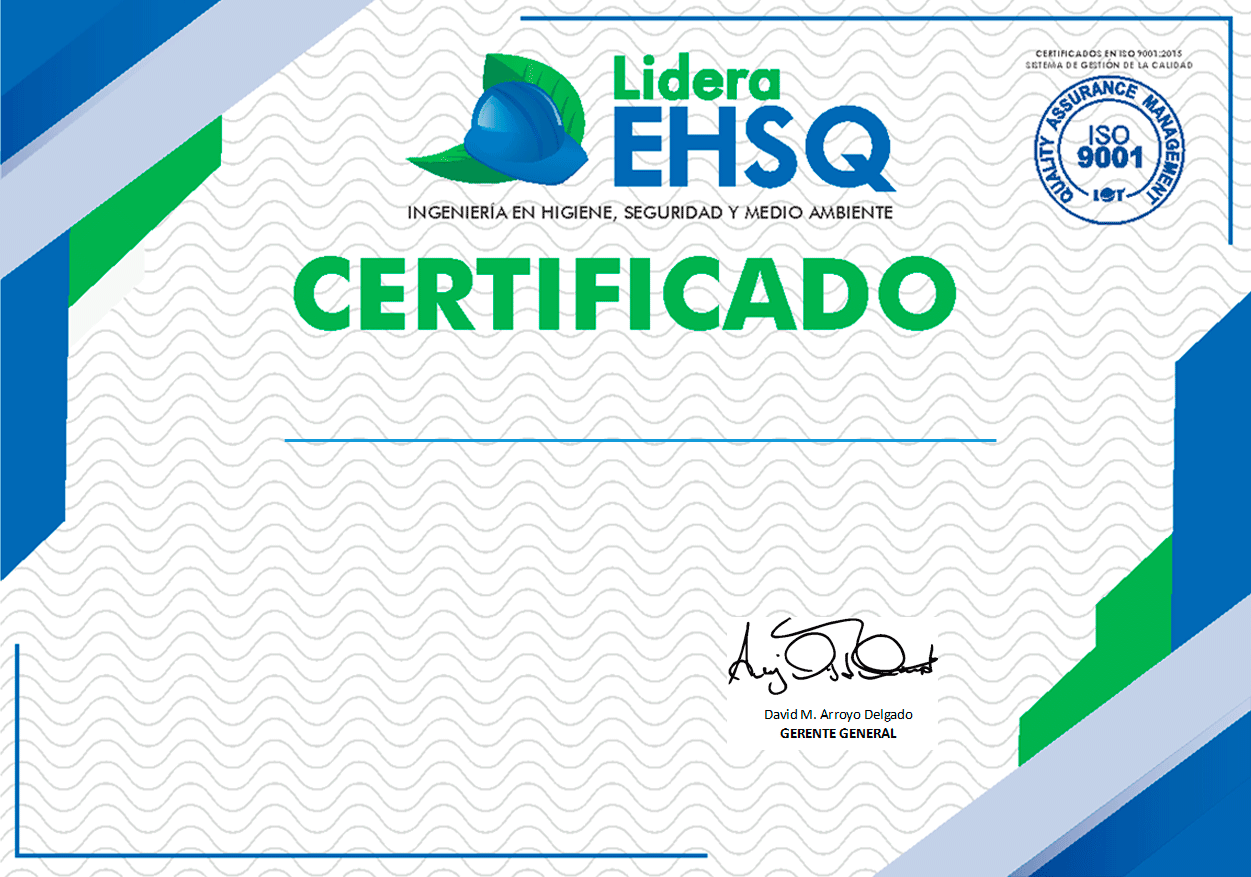 CERTIFICADOS EN ISO 9001:2015
SISTEMA DE GESTIÓN DE LA CALIDAD
Lidera
EHSQ
INGENIERÍA EN HIGIENE, SEGURIDAD Y MEDIO AMBIENTE
QUALITY ASSURANCE MANAGEMENT
ISO
9001
CERTIFICADO
David M. Arroyo Delgado
GERENTE GENERAL